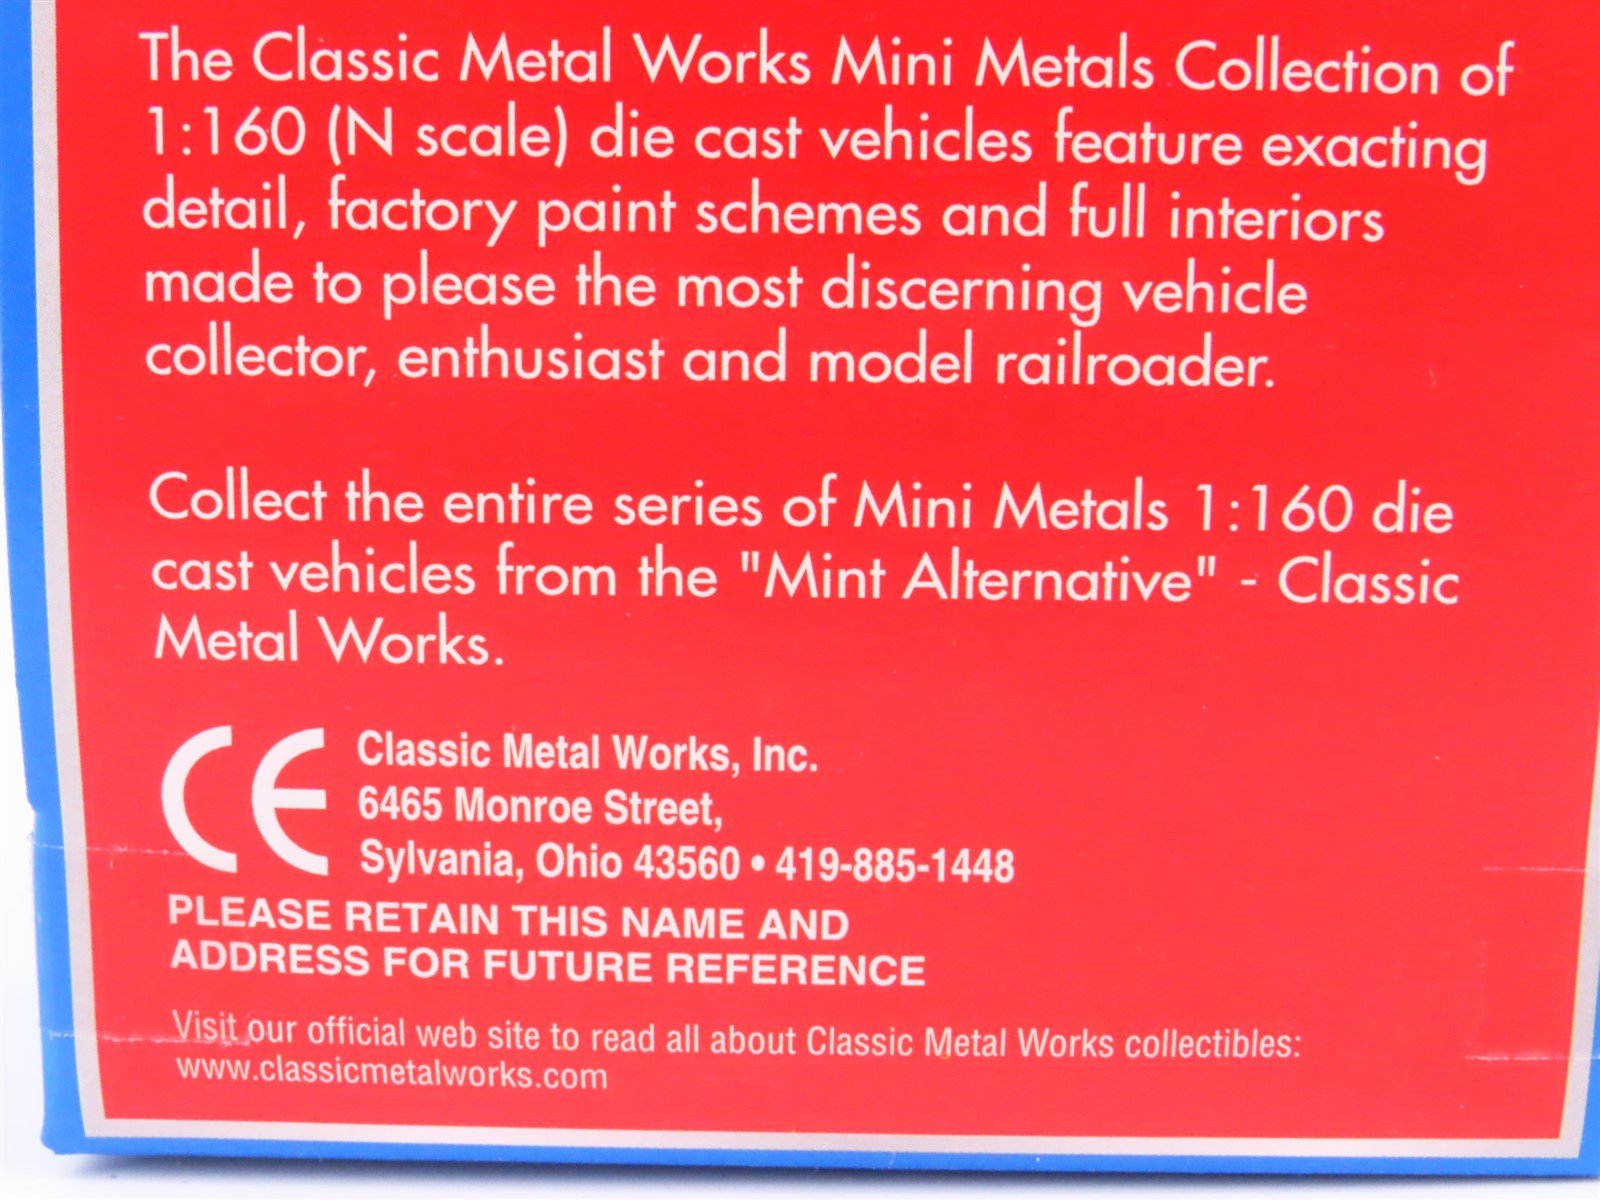 The Classic Metal Works Mini Metals Collection of
1:160 (N scale) die cast vehicles feature exacting
detail, factory paint schemes and full interiors
made to please the most discerning vehicle
collector, enthusiast and model railroader.
Collect the entire series of Mini Metals 1:160 die
cast vehicles from the "Mint Alternative" - Classic
Metal Works.
CE
Classic Metal Works, Inc.
6465 Monroe Street,
Sylvania, Ohio 43560 • 419-885-1448
PLEASE RETAIN THIS NAME AND
ADDRESS FOR FUTURE REFERENCE
Visit our official web site to read all about Classic Metal Works collectibles:
www.classicmetalworks.com